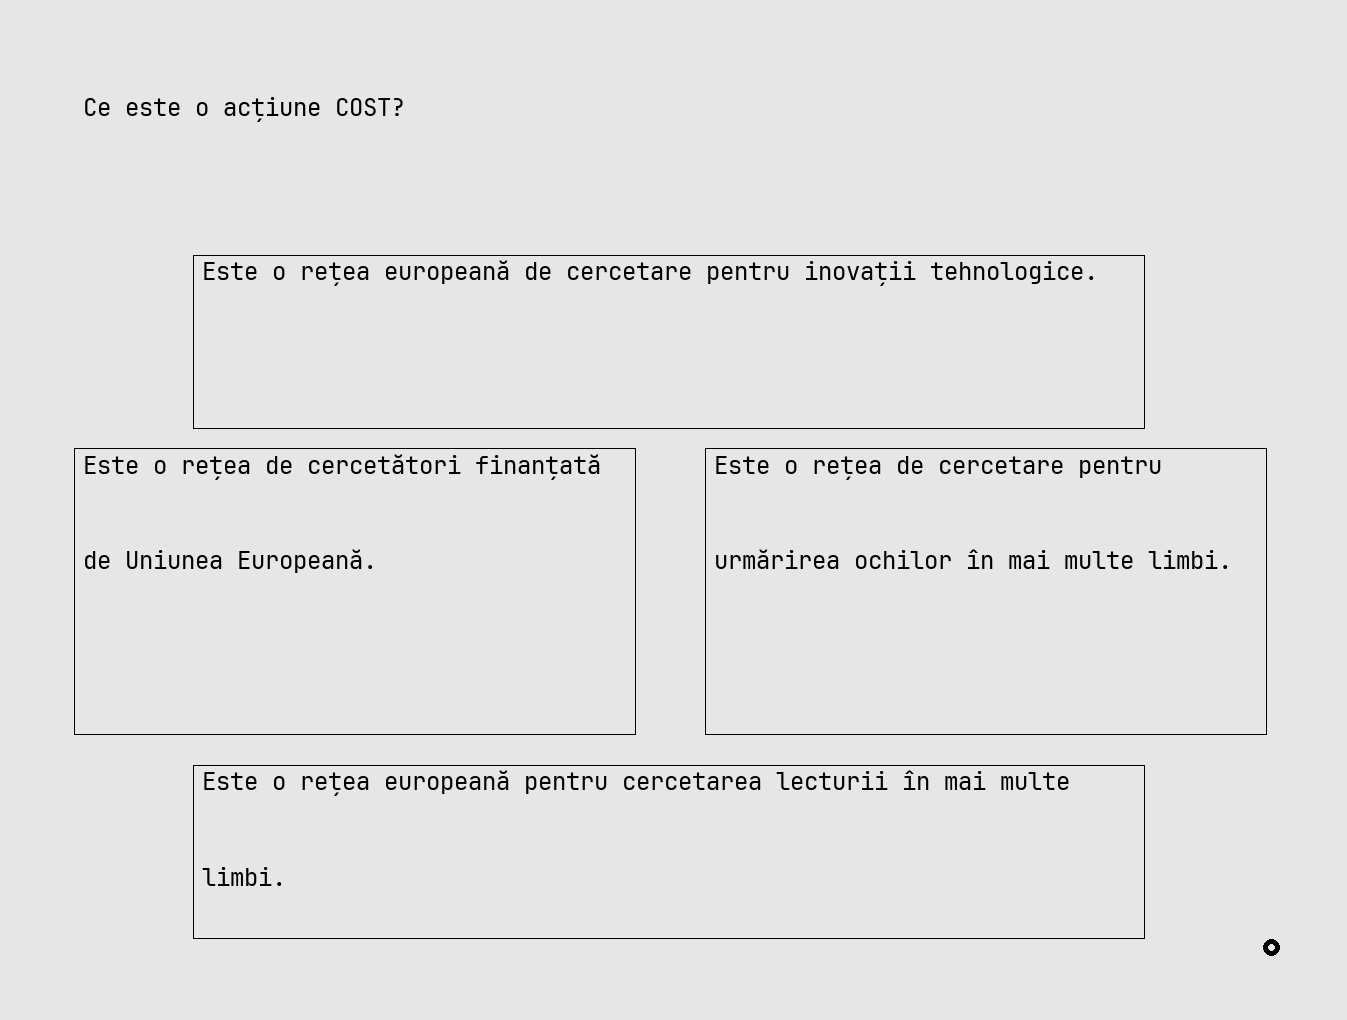 Ce este o acțiune COST?
Este o rețea europeană de cercetare pentru inovații tehnologice.
Este o rețea de cercetători finanțată
de Uniunea Europeană.
Este o rețea de cercetare pentru
urmărirea ochilor în mai multe limbi.
Este o rețea europeană pentru cercetarea lecturii în mai multe
limbi.